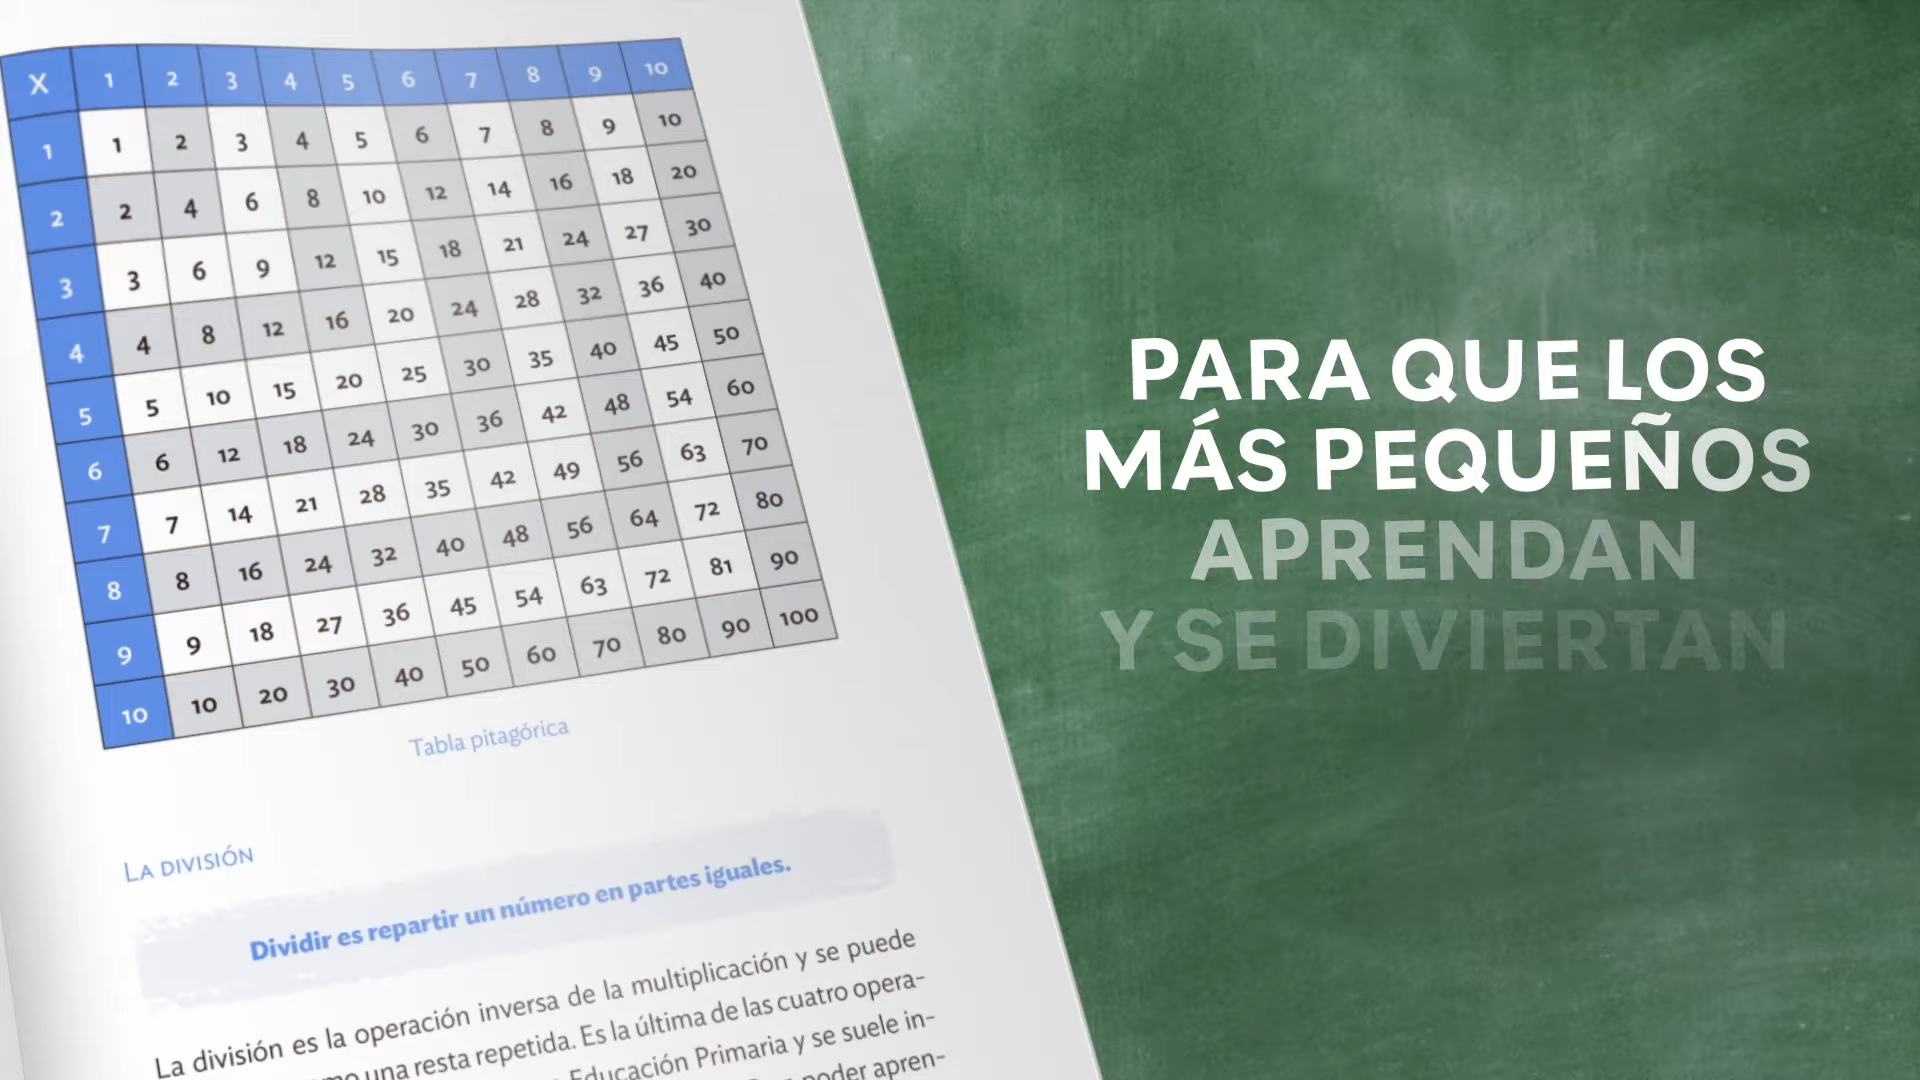 X 1 2 3 4 5 6 7 8 9 10
1 1 2 3 4 5 6 7 8 9 10
2 2 4 6 8 10 12 14 16 18 20
3 3 6 9 12 15 18 21 24 27 30
4 4 8 12 16 20 24 28 32 36 40
5 5 10 15 20 25 30 35 40 45 50
6 6 12 18 24 30 36 42 48 54 60
7 7 14 21 28 35 42 49 56 63 70
8 8 16 24 32 40 48 56 64 72 80
9 9 18 27 36 45 54 63 72 81 90
10 10 20 30 40 50 60 70 80 90 100
Tabla pitagórica
LA DIVISIÓN
Dividir es repartir un número en partes iguales.
La división es la operación inversa de la multiplicación y se puede
una resta repetida. Es la última de las cuatro opera-
Educación Primaria y se suele in-
poder apren-
PARA QUE LOS
MÁS PEQUEÑOS
APRENDAN
Y SE DIVIERTAN